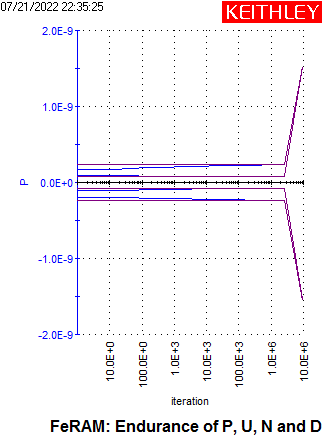 07/21/2022 22:35:25
KEITHLEY
2.0E-9
1.0E-9
0.0E+0
-1.0E-9
-2.0E-9
P
10.0E+0
100.0E+0
1.0E+3
10.0E+3
100.0E+3
1.0E+6
10.0E+6
iteration
FeRAM: Endurance of P, U, N and D